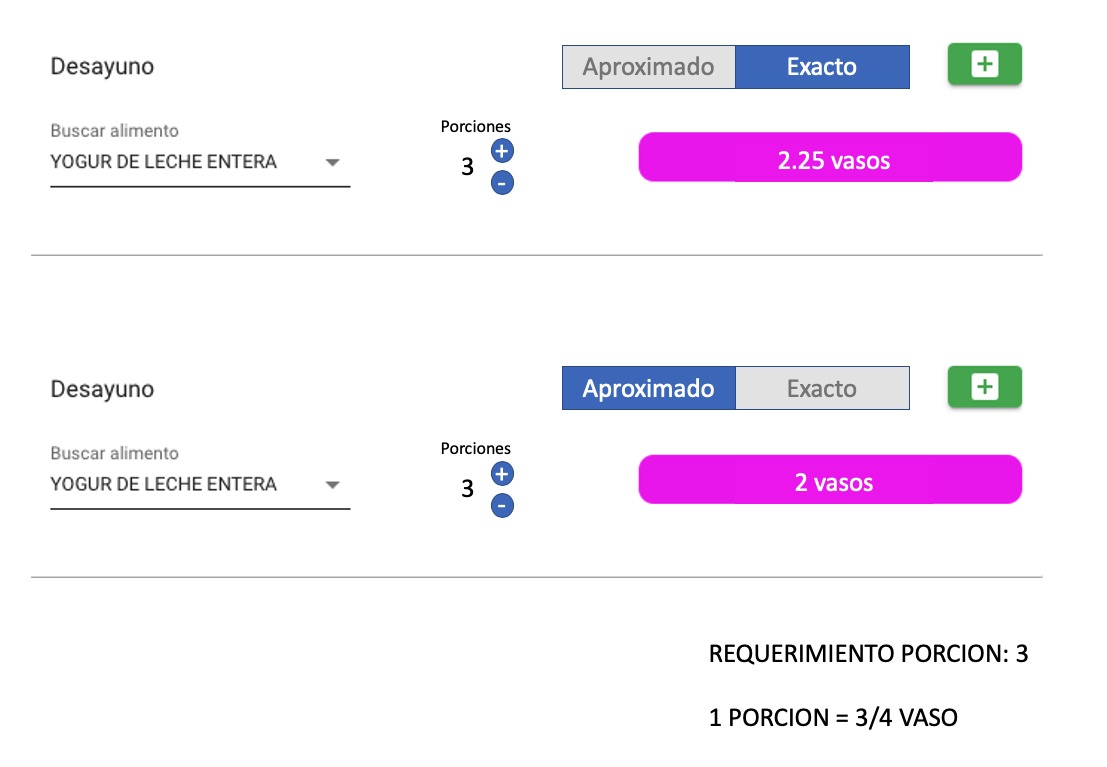 Desayuno
Aproximado
Exacto
Buscar alimento
YOGUR DE LECHE ENTERA
Porciones
3
+
-
2.25 vasos
Desayuno
Aproximado
Exacto
Buscar alimento
YOGUR DE LECHE ENTERA
Porciones
3
+
-
2 vasos
REQUERIMIENTO PORCION: 3
1 PORCION = 3/4 VASO